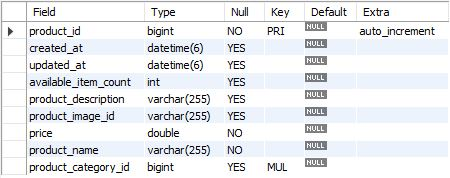 Field Type Null Key Default Extra
product_id bigint NO PRI NULL auto_increment
created_at datetime(6) YES NULL
updated_at datetime(6) YES NULL
available_item_count int YES NULL
product_description varchar(255) YES NULL
product_image_id varchar(255) YES NULL
price double NO NULL
product_name varchar(255) NO NULL
product_category_id bigint YES MUL NULL